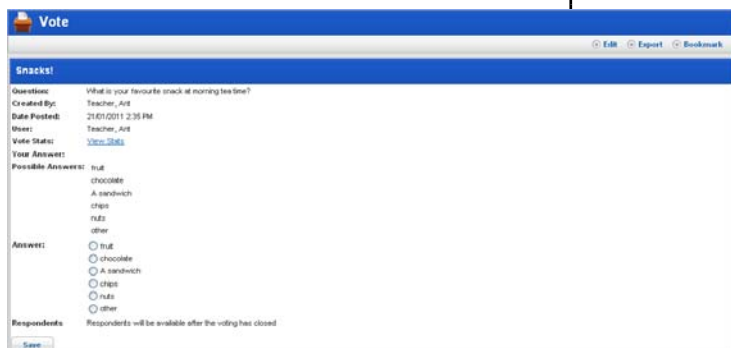 Vote
Edit Export Bookmark
Snacks!
Question: What is your favourite snack at morning tea time?
Created By: Teacher, Arit
Date Posted: 21/01/2011 2:35 PM
User: Teacher, Arit
Vote Stats: View Stats
Your Answer:
Possible Answers: fruit
chocolate
A sandwich
chips
nuts
other
Answer: fruit
chocolate
A sandwich
chips
nuts
other
Respondents Respondents will be available after the voting has closed
Save